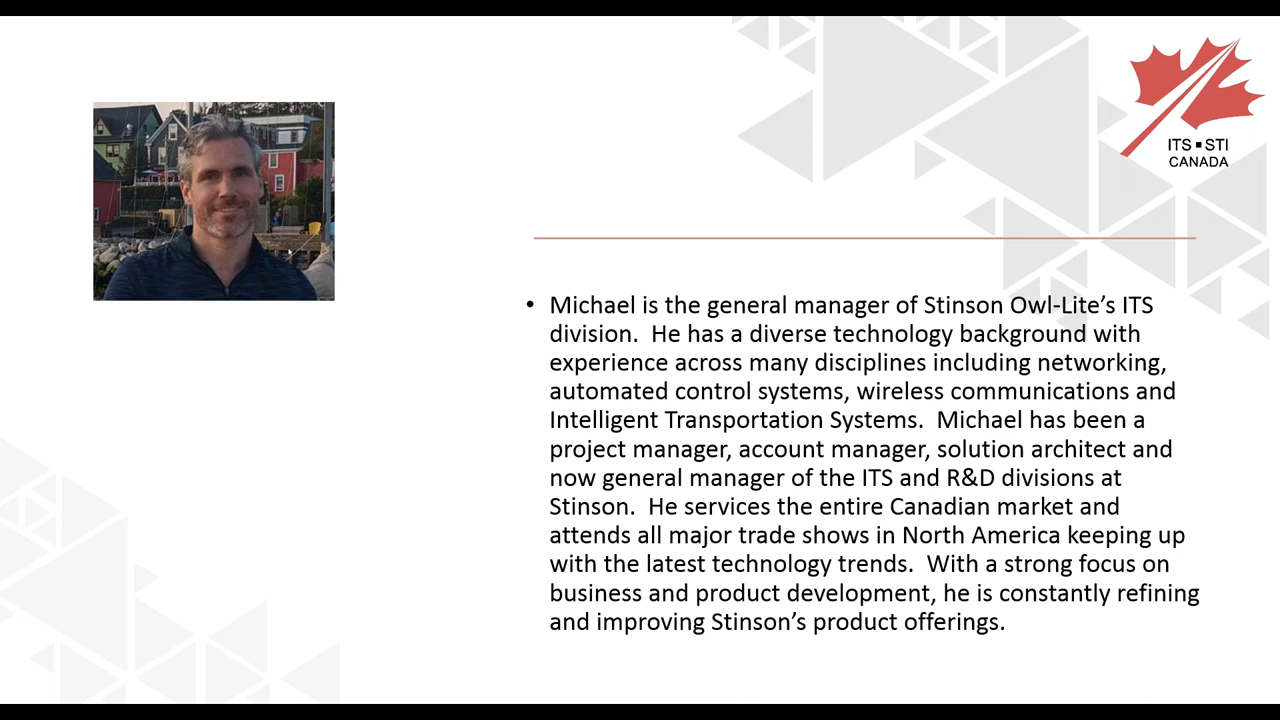 ITS ▪ STI
CANADA
• Michael is the general manager of Stinson Owl-Lite’s ITS
division.  He has a diverse technology background with
experience across many disciplines including networking,
automated control systems, wireless communications and
Intelligent Transportation Systems.  Michael has been a
project manager, account manager, solution architect and
now general manager of the ITS and R&D divisions at
Stinson.  He services the entire Canadian market and
attends all major trade shows in North America keeping up
with the latest technology trends.  With a strong focus on
business and product development, he is constantly refining
and improving Stinson’s product offerings.